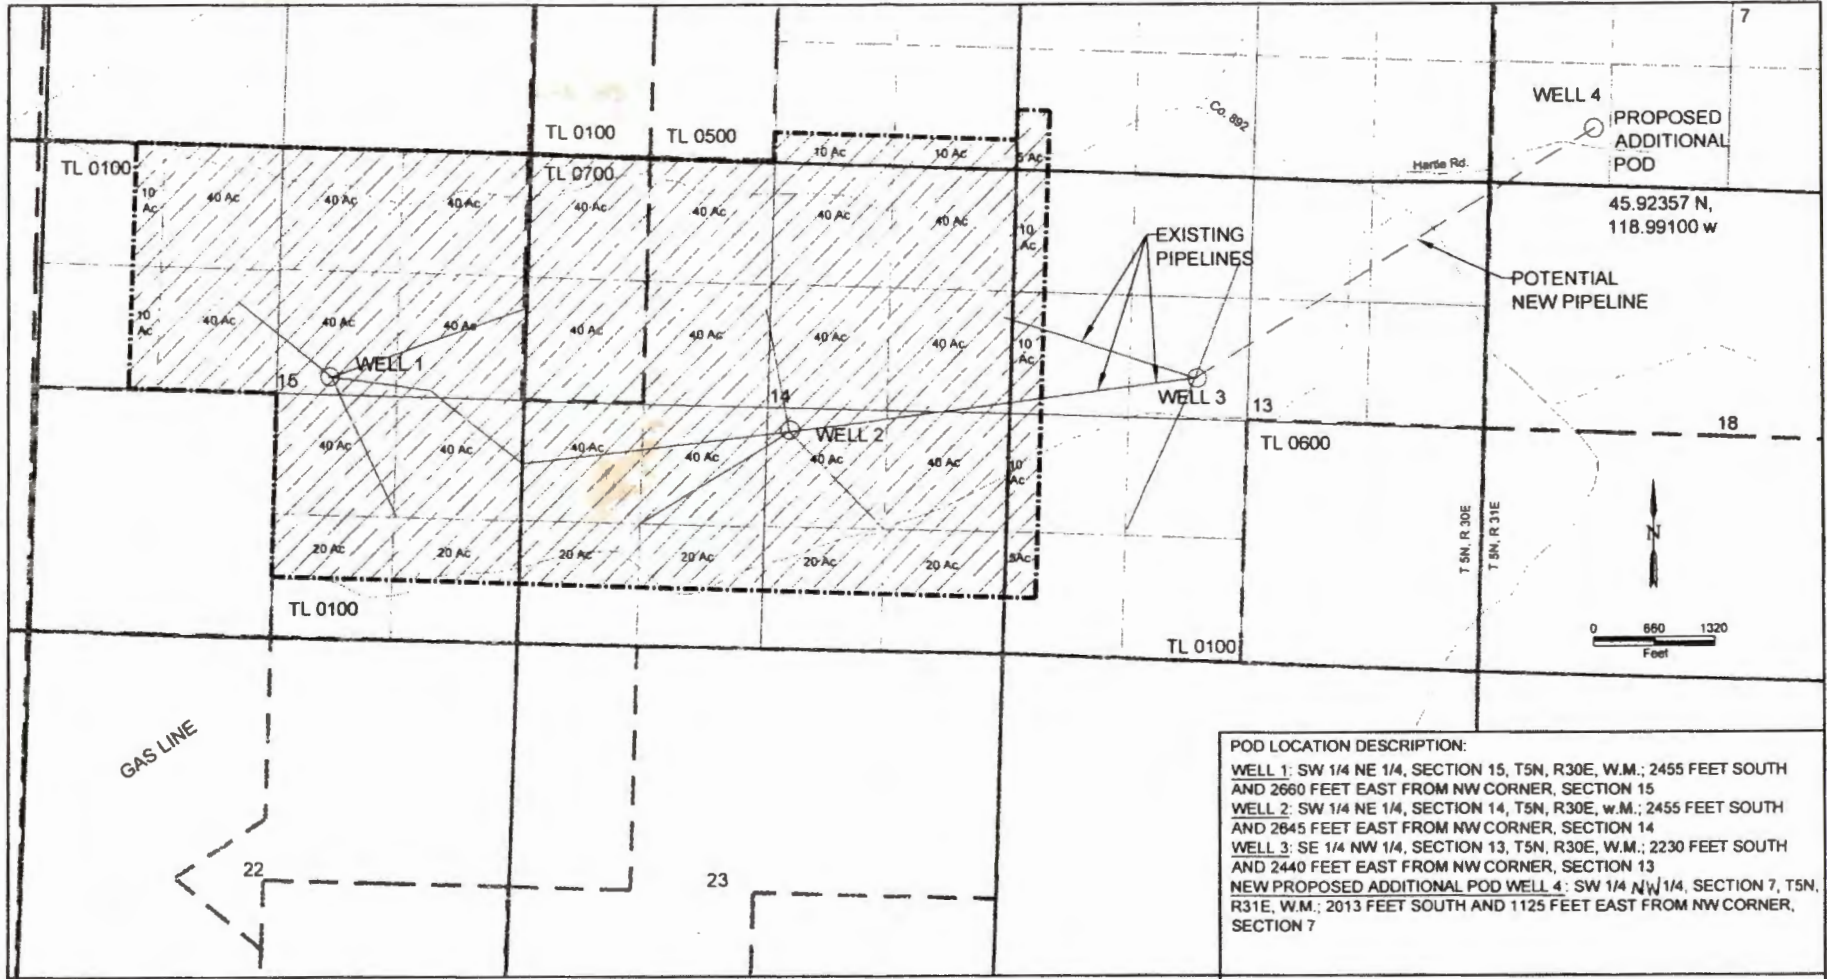 7
WELL 4
PROPOSED
ADDITIONAL
POD
45.92357 N,
118.99100 w
Co. 892
Hartle Rd.
TL 0100
TL 0500
TL 0100
TL 0700
10 Ac
10 Ac
5 Ac
10
Ac
40 Ac
40 Ac
40 Ac
40 Ac
40 Ac
40 Ac
40 Ac
10
Ac
EXISTING
PIPELINES
POTENTIAL
NEW PIPELINE
10
Ac
40 Ac
40 Ac
40 Ac
40 Ac
40 Ac
40 Ac
40 Ac
10
Ac
WELL 1
15
14
WELL 2
WELL 3
13
18
TL 0600
40 Ac
40 Ac
40 Ac
40 Ac
40 Ac
40 Ac
10
Ac
20 Ac
20 Ac
20 Ac
20 Ac
20 Ac
20 Ac
5Ac
T 5N, R 30E
T 5N, R 31E
N
0 660 1320
Feet
TL 0100
TL 0100
GAS LINE
22
23
POD LOCATION DESCRIPTION:
WELL 1: SW 1/4 NE 1/4, SECTION 15, T5N, R30E, W.M.; 2455 FEET SOUTH
AND 2660 FEET EAST FROM NW CORNER, SECTION 15
WELL 2: SW 1/4 NE 1/4, SECTION 14, T5N, R30E, w.M.; 2455 FEET SOUTH
AND 2645 FEET EAST FROM NW CORNER, SECTION 14
WELL 3: SE 1/4 NW 1/4, SECTION 13, T5N, R30E, W.M.; 2230 FEET SOUTH
AND 2440 FEET EAST FROM NW CORNER, SECTION 13
NEW PROPOSED ADDITIONAL POD WELL 4: SW 1/4 NW 1/4, SECTION 7, T5N,
R31E, W.M.; 2013 FEET SOUTH AND 1125 FEET EAST FROM NW CORNER,
SECTION 7